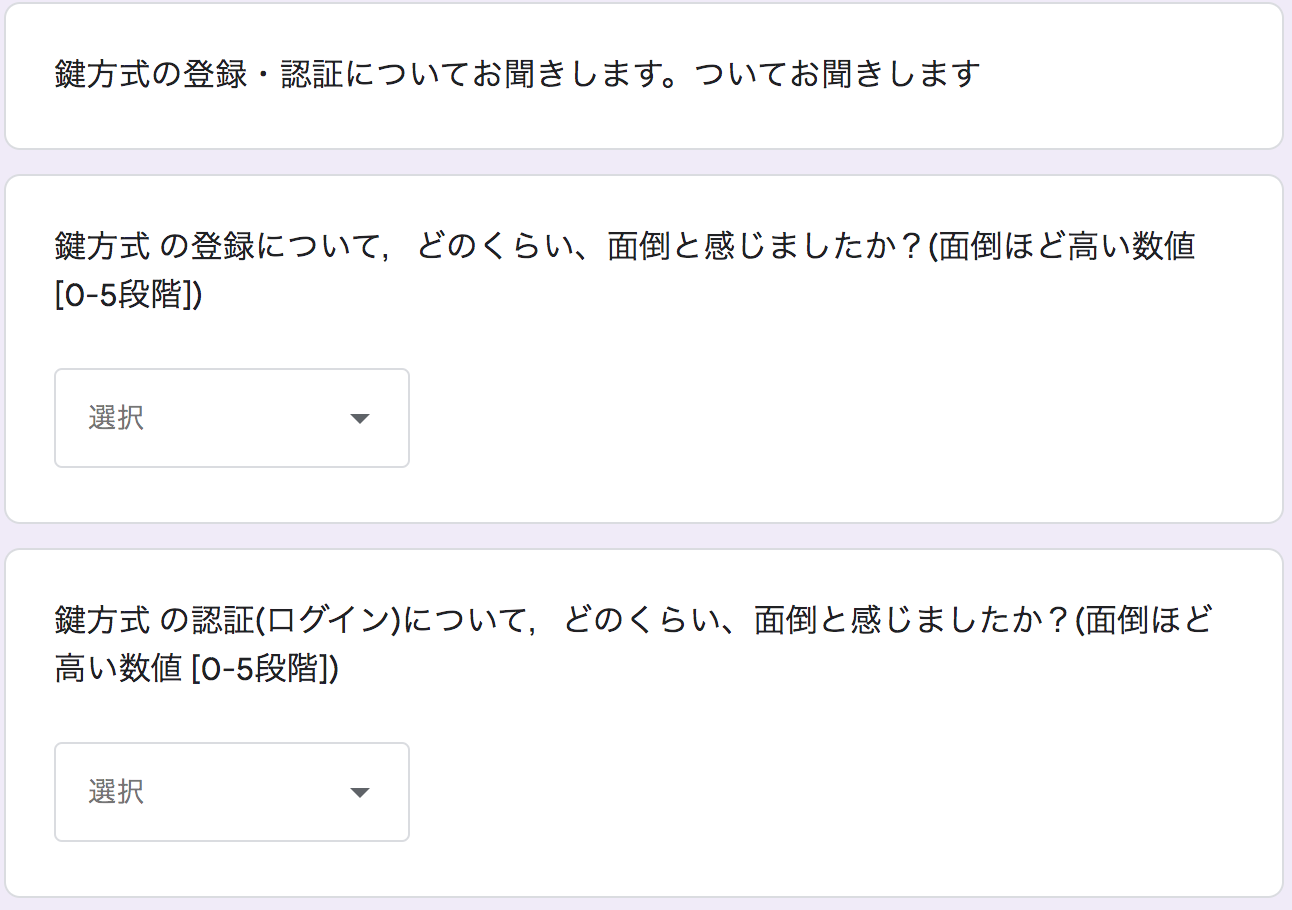 鍵方式の登録・認証についてお聞きします。ついてお聞きします
鍵方式 の登録について，どのくらい、面倒と感じましたか？(面倒ほど高い数値
[0-5段階])
選択
鍵方式 の認証(ログイン)について，どのくらい、面倒と感じましたか？(面倒ほど
高い数値 [0-5段階])
選択